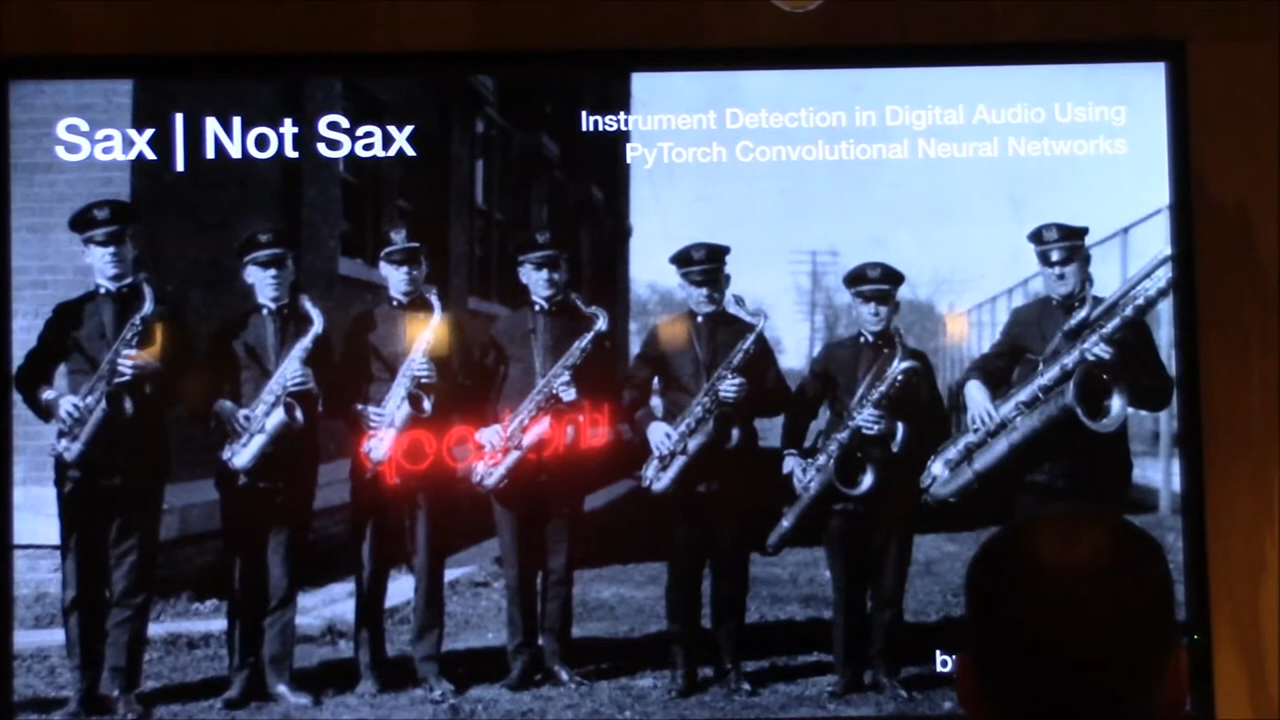 Sax | Not Sax
Instrument Detection in Digital Audio Using
PyTorch Convolutional Neural Networks